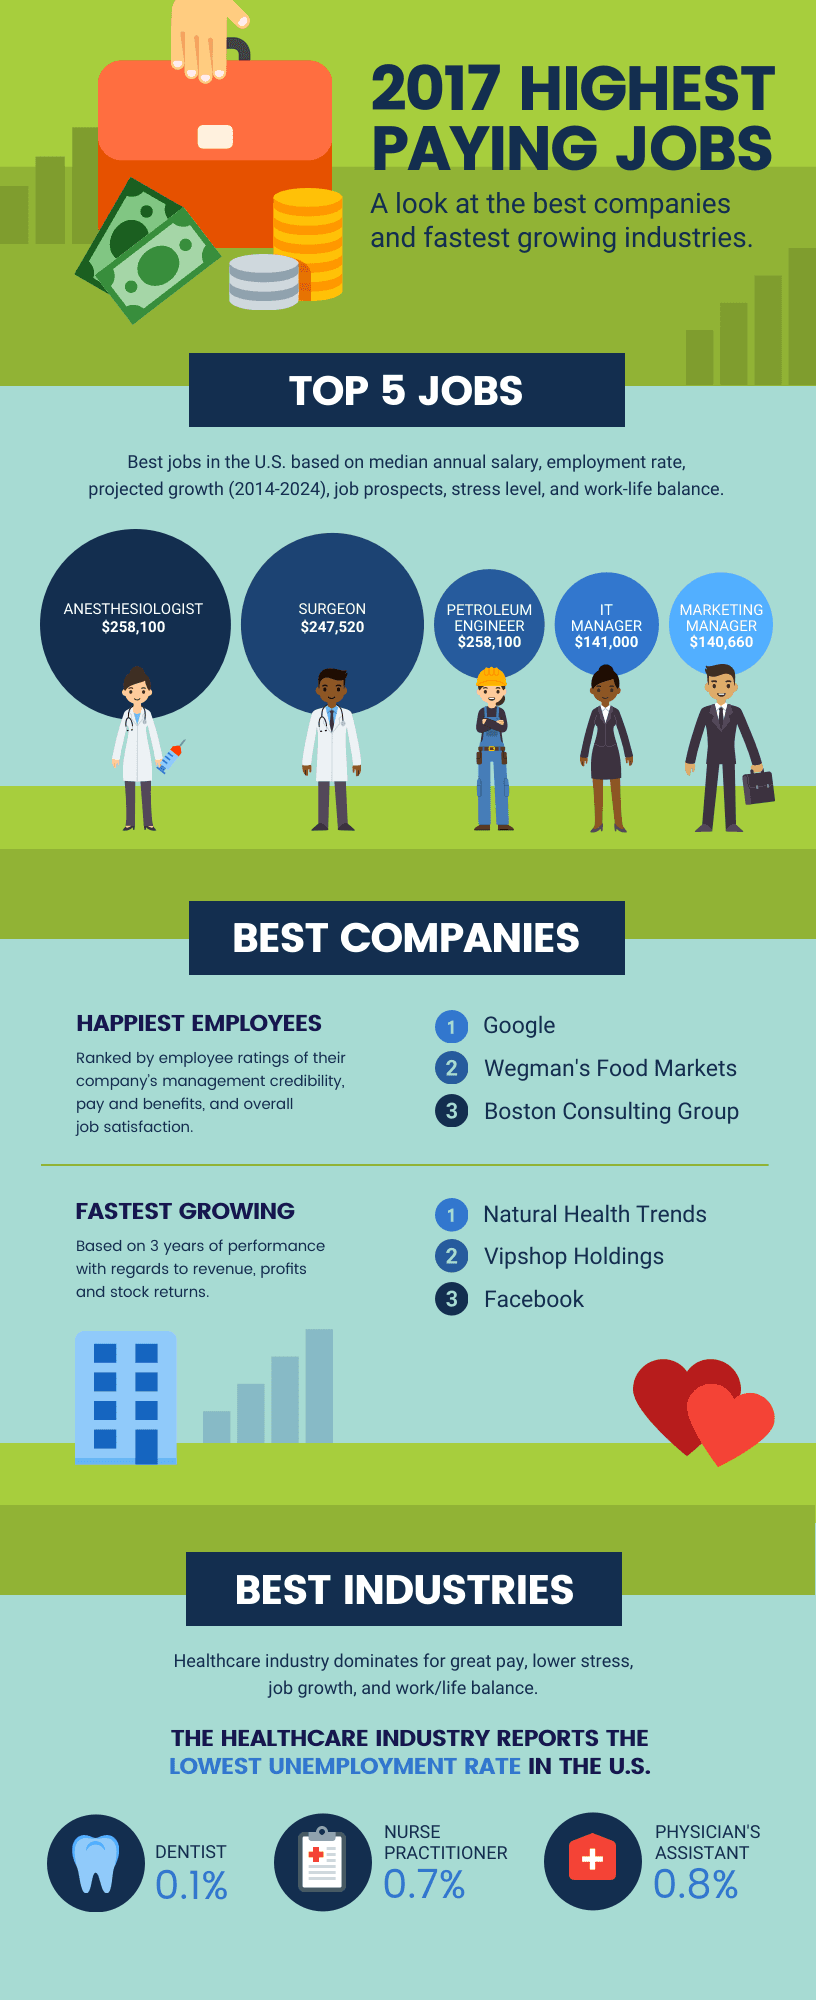 2017 HIGHEST
PAYING JOBS
A look at the best companies
and fastest growing industries.
TOP 5 JOBS
Best jobs in the U.S. based on median annual salary, employment rate,
projected growth (2014-2024), job prospects, stress level, and work-life balance.
ANESTHESIOLOGIST
$258,100
SURGEON
$247,520
PETROLEUM
ENGINEER
$258,100
IT
MANAGER
$141,000
MARKETING
MANAGER
$140,660
BEST COMPANIES
HAPPIEST EMPLOYEES
Ranked by employee ratings of their
company's management credibility,
pay and benefits, and overall
job satisfaction.
1 Google
2 Wegman's Food Markets
3 Boston Consulting Group
FASTEST GROWING
Based on 3 years of performance
with regards to revenue, profits
and stock returns.
1 Natural Health Trends
2 Vipshop Holdings
3 Facebook
BEST INDUSTRIES
Healthcare industry dominates for great pay, lower stress,
job growth, and work/life balance.
THE HEALTHCARE INDUSTRY REPORTS THE
LOWEST UNEMPLOYMENT RATE IN THE U.S.
DENTIST
0.1%
NURSE
PRACTITIONER
0.7%
PHYSICIAN'S
ASSISTANT
0.8%